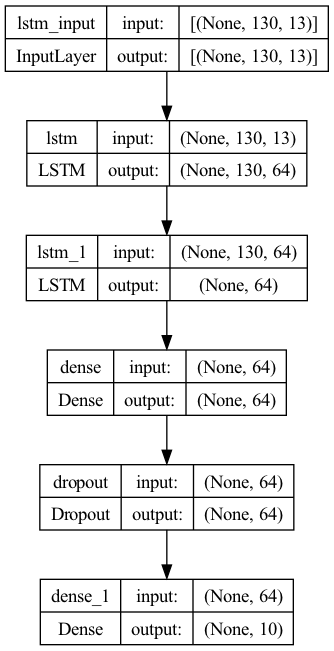 lstm_input input: [(None, 130, 13)]
InputLayer output: [(None, 130, 13)]
lstm input: (None, 130, 13)
LSTM output: (None, 130, 64)
lstm_1 input: (None, 130, 64)
LSTM output: (None, 64)
dense input: (None, 64)
Dense output: (None, 64)
dropout input: (None, 64)
Dropout output: (None, 64)
dense_1 input: (None, 64)
Dense output: (None, 10)